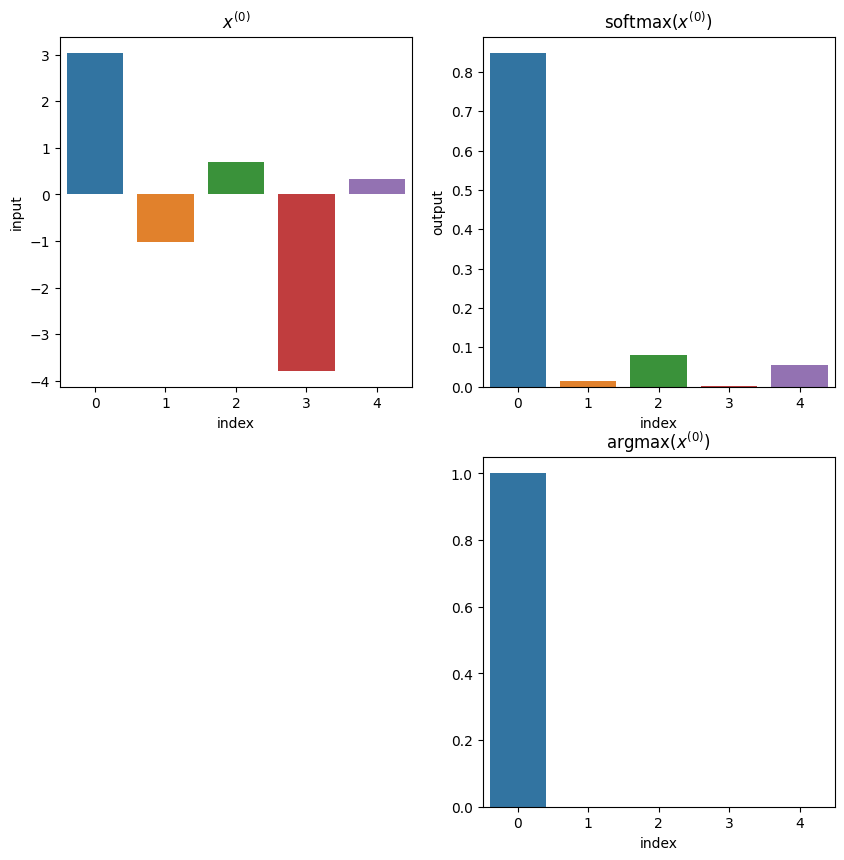 x^(0)
3
2
1
0
−1
−2
−3
−4
input
0 1 2 3 4
index
softmax(x^(0))
0.8
0.7
0.6
0.5
0.4
0.3
0.2
0.1
0.0
output
0 1 2 3 4
index
argmax(x^(0))
1.0
0.8
0.6
0.4
0.2
0.0
0 1 2 3 4
index